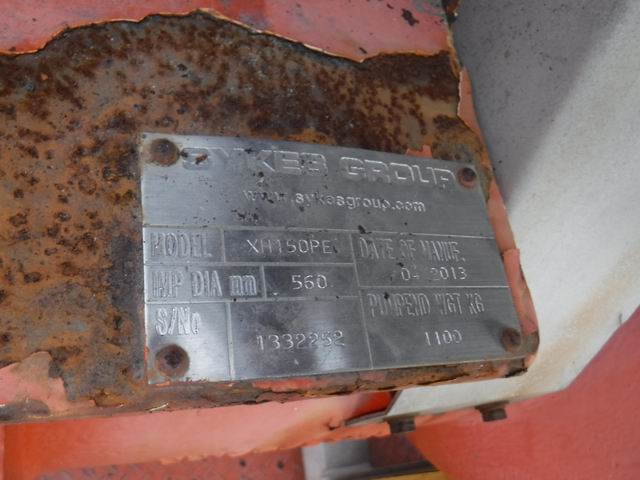 SYKES GROUP
www.sykesgroup.com
MODEL XH150PE DATE OF MANUF.
04 2013
IMP DIA mm 560
PUMPEND WGT KG
S/No 1332252 1100